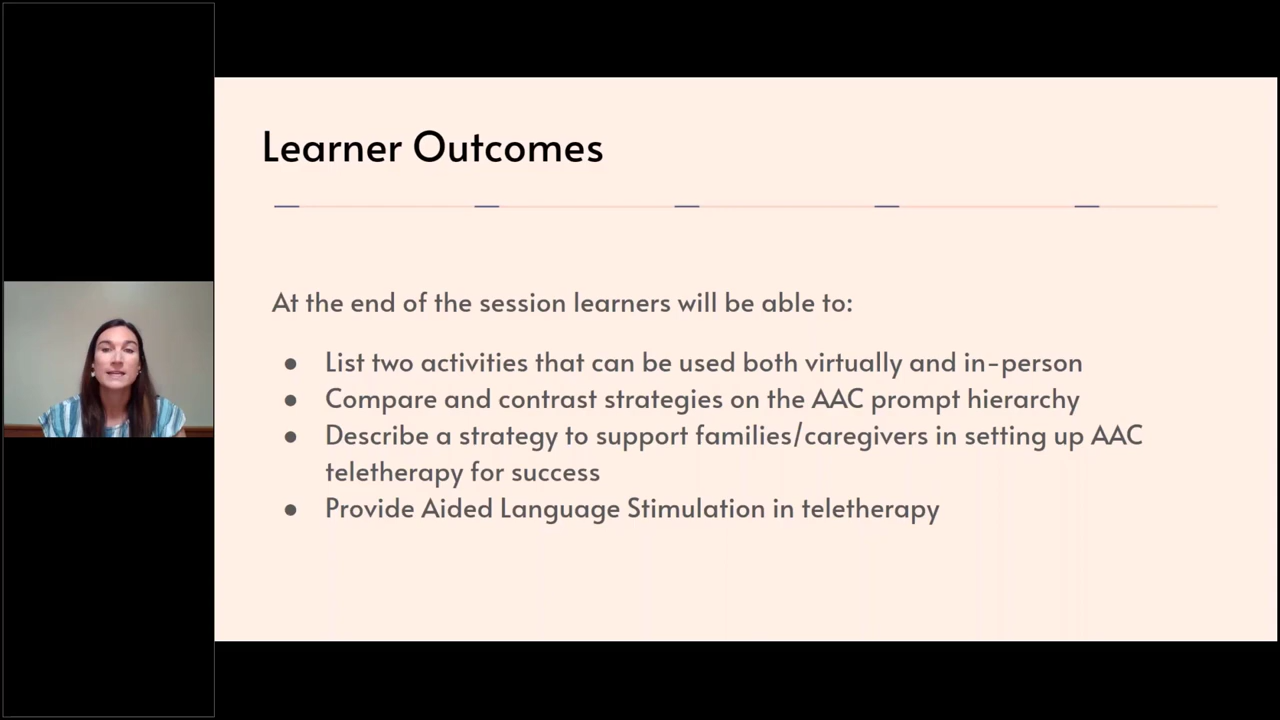 Learner Outcomes
At the end of the session learners will be able to:
● List two activities that can be used both virtually and in-person
● Compare and contrast strategies on the AAC prompt hierarchy
● Describe a strategy to support families/caregivers in setting up AAC
teletherapy for success
● Provide Aided Language Stimulation in teletherapy